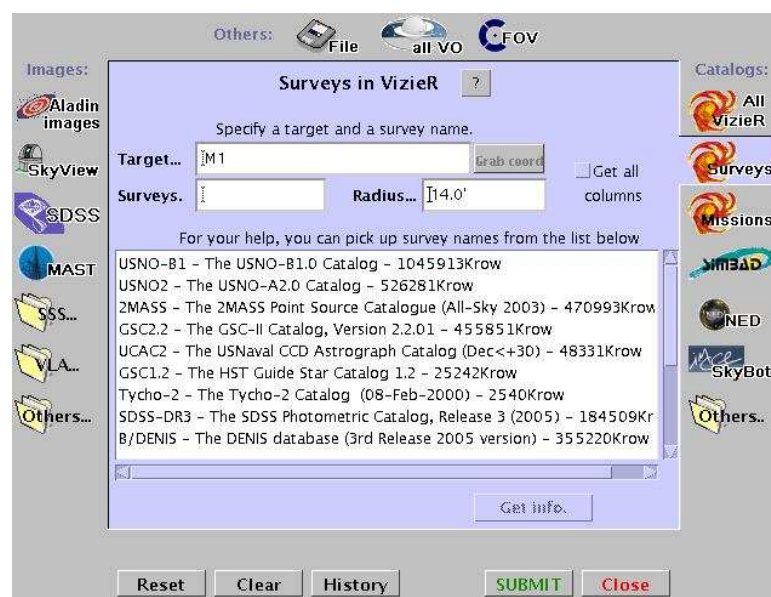 Others: File all VO FOV
Images:
Aladin images
SkyView
SDSS
MAST
SSS...
VLA...
Others...
Surveys in VizieR ?
Specify a target and a survey name.
Target... M1 Grab coord
Surveys. Radius... 14.0'
Get all columns
For your help, you can pick up survey names from the list below
USNO-B1 - The USNO-B1.0 Catalog - 1045913Krow
USNO2 - The USNO-A2.0 Catalog - 526281Krow
2MASS - The 2MASS Point Source Catalogue (All-Sky 2003) - 470993Krow
GSC2.2 - The GSC-II Catalog, Version 2.2.01 - 455851Krow
UCAC2 - The USNaval CCD Astrograph Catalog (Dec<+30) - 48331Krow
GSC1.2 - The HST Guide Star Catalog 1.2 - 25242Krow
Tycho-2 - The Tycho-2 Catalog (08-Feb-2000) - 2540Krow
SDSS-DR3 - The SDSS Photometric Catalog, Release 3 (2005) - 184509Kr
B/DENIS - The DENIS database (3rd Release 2005 version) - 355220Krow
Get info.
Catalogs:
All VizieR
Surveys
Missions
SIMBAD
NED
SkyBot
Others..
Reset Clear History SUBMIT Close